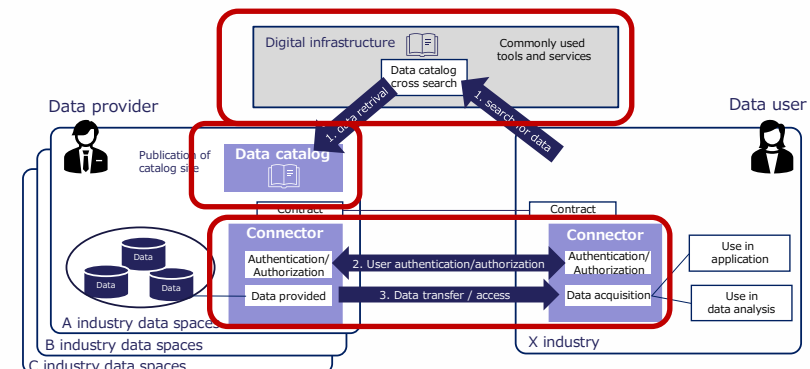 Digital infrastructure
Commonly used
tools and services
Data catalog
cross search
1. data retrival
1. search for data
Data provider
Data user
Publication of
catalog site
Data catalog
Contract
Contract
Connector
Connector
Authentication/
Authorization
2. User authentication/authorization
Authentication/
Authorization
Use in
application
Data
Data
Data
Data provided
3. Data transfer / access
Data acquisition
Use in
data analysis
A industry data spaces
B industry data spaces
C industry data spaces
X industry